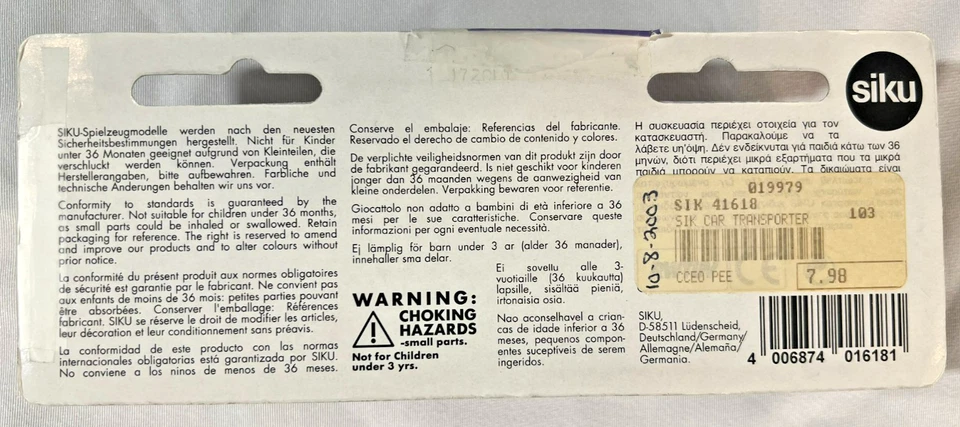 siku
SIKU-Spielzeugmodelle werden nach den neuesten
Sicherheitsbestimmungen hergestellt. Nicht für Kinder
unter 36 Monaten geeignet aufgrund von Kleinteilen, die
verschluckt werden können. Verpackung enthält
Herstellerangaben, bitte aufbewahren. Farbliche und
technische Änderungen behalten wir uns vor.
Conformity to standards is guaranteed by the
manufacturer. Not suitable for children under 36 months,
as small parts could be inhaled or swallowed. Retain
packaging for reference. The right is reserved to amend
and improve our products and to alter colours without
prior notice.
La conformité du présent produit aux normes obligatoires
de sécurité est garantie par le fabricant. Ne convient pas
aux enfants de moins de 36 mois: petites parties pouvant
être absorbées. Conserver l'emballage: Références
fabricant. SIKU se réserve le droit de modifier les articles,
leur décoration et leur conditionnement sans préavis.
La conformidad de este producto con las normas
internacionales obligatorias está garantizada por SIKU.
No conviene a los ninos de menos de 36 meses.
Conserve el embalaje: Referencias del fabricante.
Reservado el derecho de cambio de contenido y colores.
De verplichte veiligheidsnormen van dit produkt zijn door
de fabrikant gegarandeerd. Is niet geschikt voor kinderen
jonger dan 36 maanden wegens de aanwezigheid van
kleine onderdelen. Verpakking bewaren voor referentie.
Giocattolo non adatto a bambini di età inferiore a 36
mesi per le sue caratteristiche. Conservare queste
informazioni per ogni eventuale necessità.
Ej lämplig för barn under 3 ar (alder 36 manader),
innehaller sma delar.
WARNING:
CHOKING
HAZARDS
-small parts.
Not for Children
under 3 yrs.
Ei sovellu alle 3-
vuotiaille (36 kuukautta)
lapsille, sisältää pieniä,
irtonaisia osia.
Nao aconselhavel a crian-
cas de idade inferior a 36
meses, pequenos compon-
entes suceptíveis de serem
ingeridos.
Η συσκευασία περιέχει στοιχεία για τον
κατασκευαστή. Παρακαλούμε να τα
λάβετε υπ'όψη. Δέν ενδείκνυται γιά παιδιά κάτω των 36
μηνών, διότι περιέχει μικρά εξαρτήματα που τα μικρά
παιδιά μπορούν να καταπιούν. Τα δικαιώματα είναι
10-8-2003
019979
SIK 41618
103
SIK CAR TRANSPORTER
CCEO PEE
7.98
SIKU,
D-58511 Lüdenscheid,
Deutschland/Germany/
Allemagne/Alemaña/
Germania.
4 006874 016181